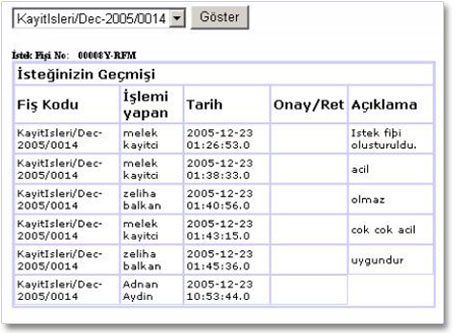 KayitIsleri/Dec-2005/0014 Göster
İstek Fişi No: 00008Y-RFM
İsteğinizin Geçmişi
Fiş Kodu İşlemi yapan Tarih Onay/Ret Açıklama
KayitIsleri/Dec-2005/0014 melek kayitci 2005-12-23 01:26:53.0 Istek fiþi olusturuldu.
KayitIsleri/Dec-2005/0014 melek kayitci 2005-12-23 01:38:33.0 acil
KayitIsleri/Dec-2005/0014 zeliha balkan 2005-12-23 01:40:56.0 olmaz
KayitIsleri/Dec-2005/0014 melek kayitci 2005-12-23 01:43:15.0 cok cok acil
KayitIsleri/Dec-2005/0014 zeliha balkan 2005-12-23 01:45:36.0 uygundur
KayitIsleri/Dec-2005/0014 Adnan Aydin 2005-12-23 10:53:44.0